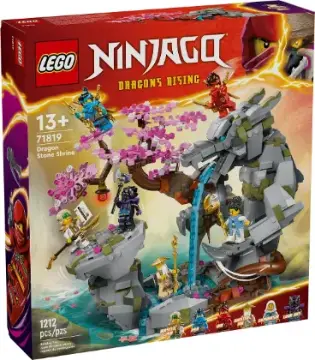 LEGO
NINJAGO
DRAGONS RISING
13+
71819
Dragon
Stone Shrine
1212
pcs/pzs